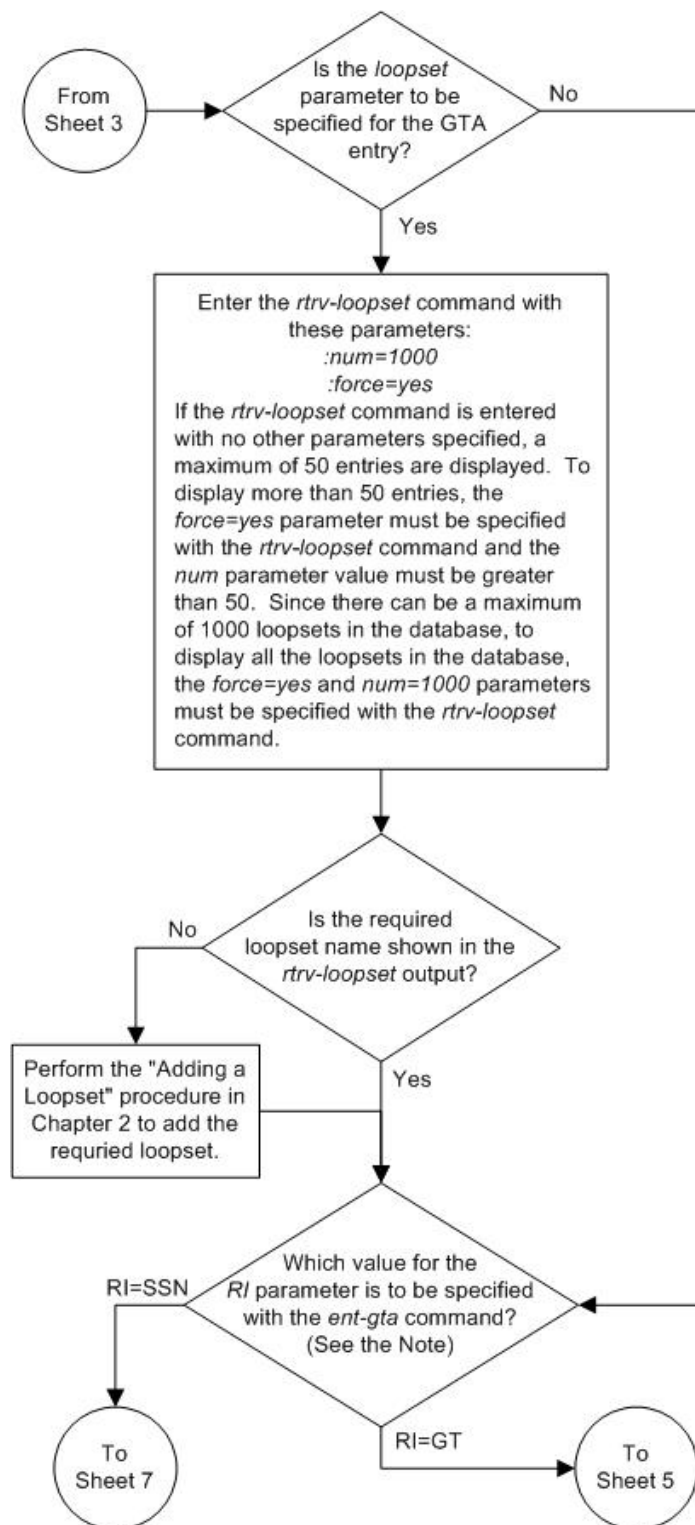 Is the loopset
parameter to be
specified for the GTA
entry?
From
Sheet 3
No
Yes
Enter the rtrv-loopset command with
these parameters:
:num=1000
:force=yes
If the rtrv-loopset command is entered
with no other parameters specified, a
maximum of 50 entries are displayed. To
display more than 50 entries, the
force=yes parameter must be specified
with the rtrv-loopset command and the
num parameter value must be greater
than 50. Since there can be a maximum
of 1000 loopsets in the database, to
display all the loopsets in the database,
the force=yes and num=1000 parameters
must be specified with the rtrv-loopset
command.
Is the required
loopset name shown in the
rtrv-loopset output?
No
Yes
Perform the "Adding a
Loopset" procedure in
Chapter 2 to add the
requried loopset.
Which value for the
RI parameter is to be specified
with the ent-gta command?
(See the Note)
RI=SSN
RI=GT
To
Sheet 7
To
Sheet 5